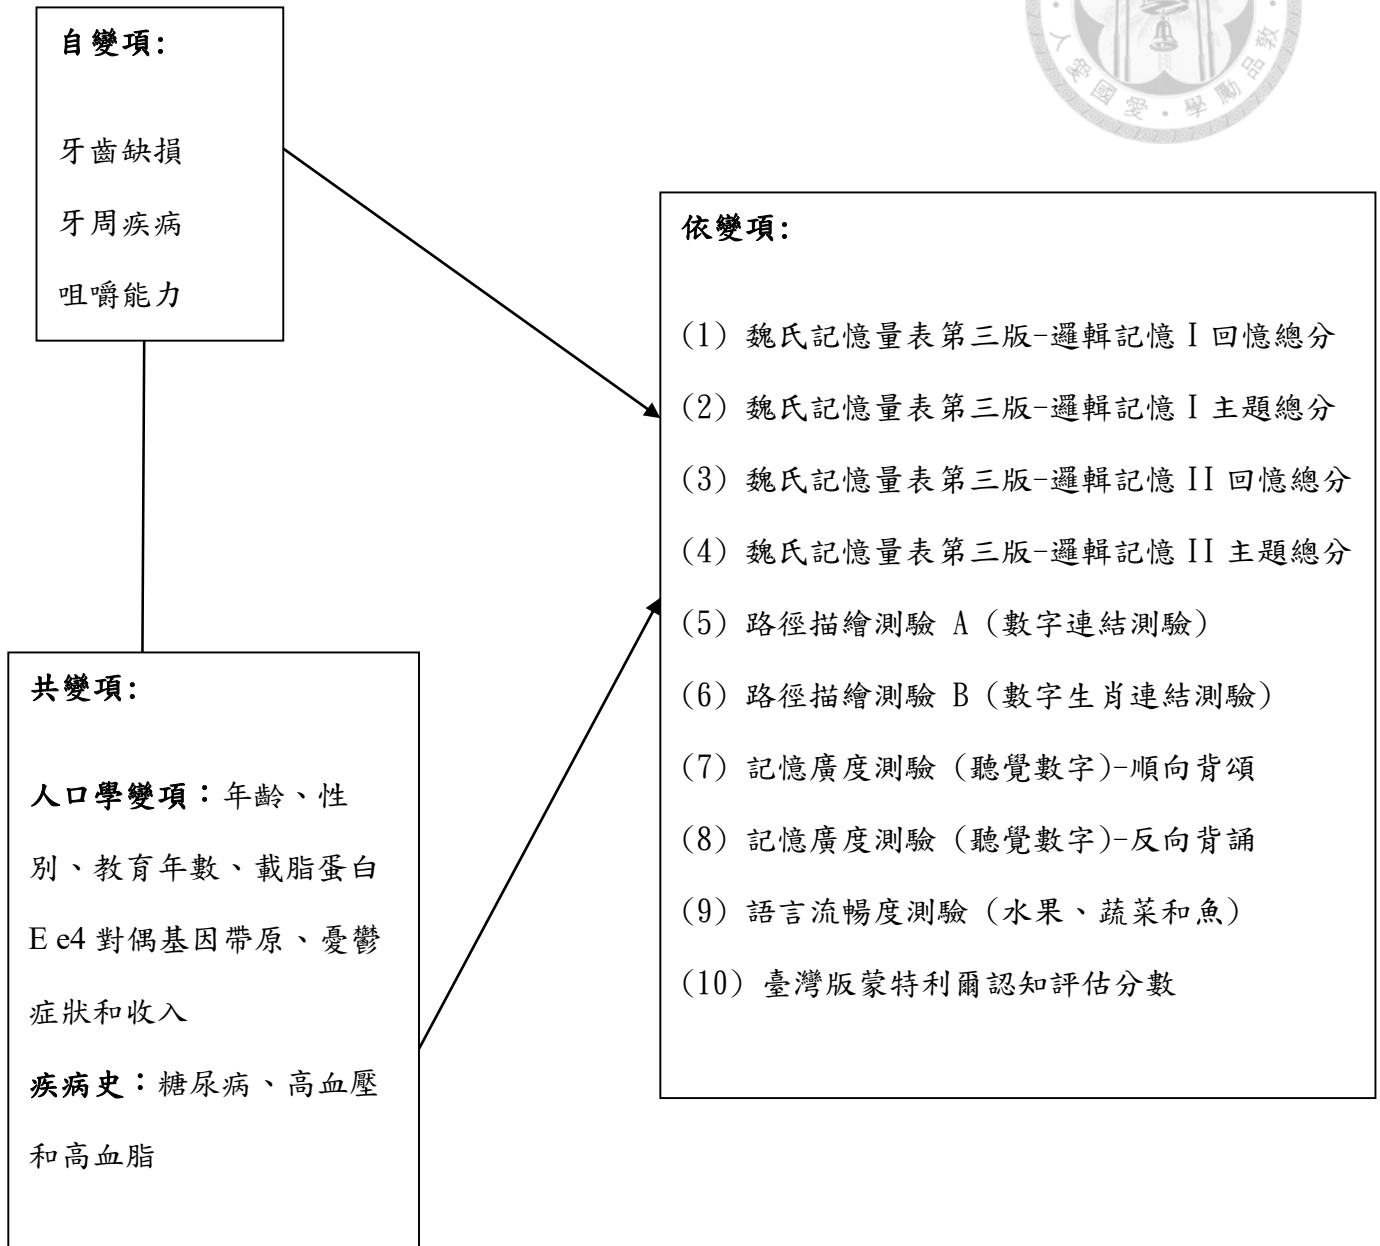 自變項:
牙齒缺損
牙周疾病
咀嚼能力
人愛國愛・學勵品敦
依變項:
(1) 魏氏記憶量表第三版-邏輯記憶 I 回憶總分
(2) 魏氏記憶量表第三版-邏輯記憶 I 主題總分
(3) 魏氏記憶量表第三版-邏輯記憶 II 回憶總分
(4) 魏氏記憶量表第三版-邏輯記憶 II 主題總分
(5) 路徑描繪測驗 A (數字連結測驗)
(6) 路徑描繪測驗 B (數字生肖連結測驗)
(7) 記憶廣度測驗 (聽覺數字)-順向背頌
(8) 記憶廣度測驗 (聽覺數字)-反向背誦
(9) 語言流暢度測驗 (水果、蔬菜和魚)
(10) 臺灣版蒙特利爾認知評估分數
共變項:
人口學變項：年齡、性
別、教育年數、載脂蛋白
E e4 對偶基因帶原、憂鬱
症狀和收入
疾病史：糖尿病、高血壓
和高血脂